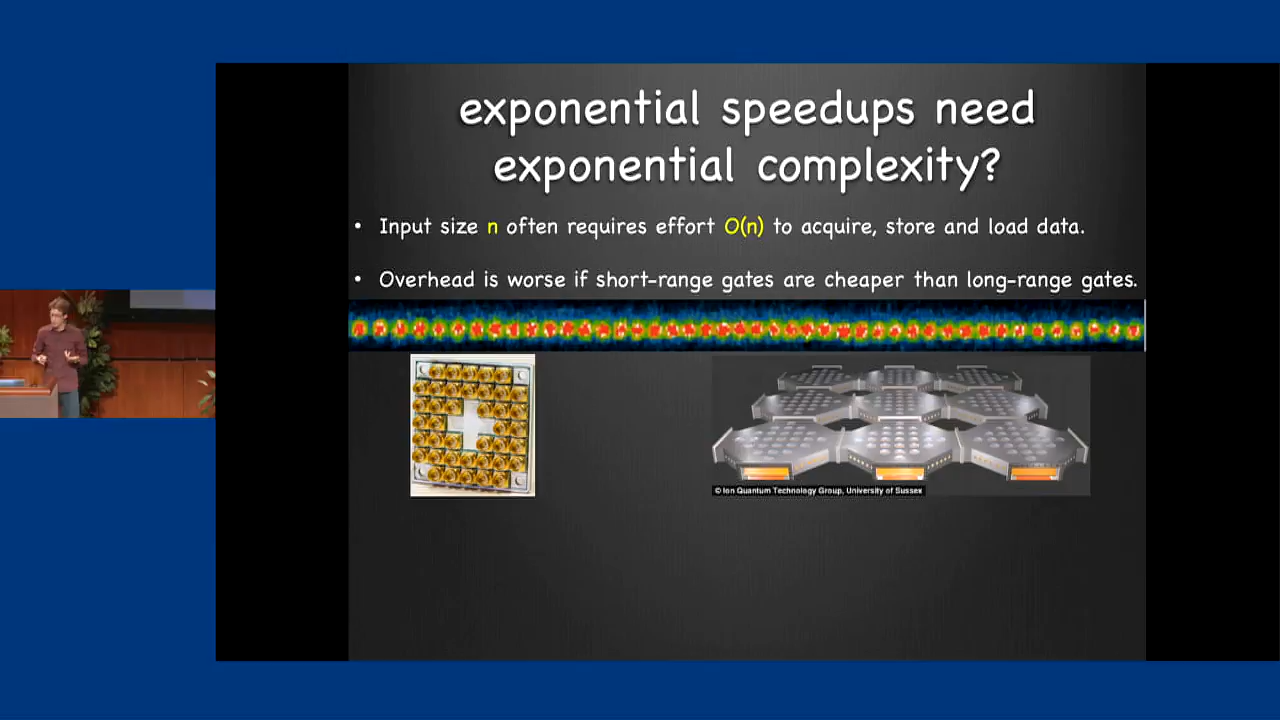 exponential speedups need
exponential complexity?
• Input size n often requires effort O(n) to acquire, store and load data.
• Overhead is worse if short-range gates are cheaper than long-range gates.
© Ion Quantum Technology Group, University of Sussex